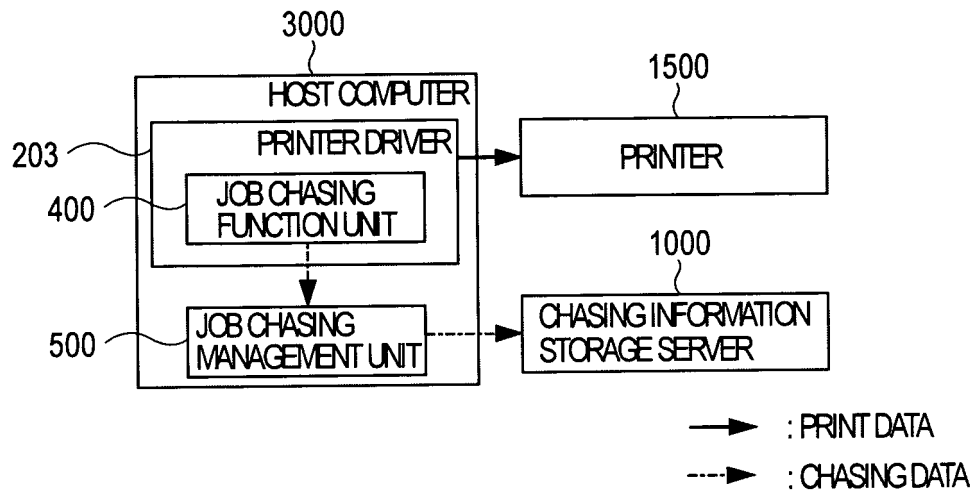 3000
HOST COMPUTER
1500
203
PRINTER DRIVER
PRINTER
400
JOB CHASING
FUNCTION UNIT
1000
500
JOB CHASING
MANAGEMENT UNIT
CHASING INFORMATION
STORAGE SERVER
: PRINT DATA
: CHASING DATA